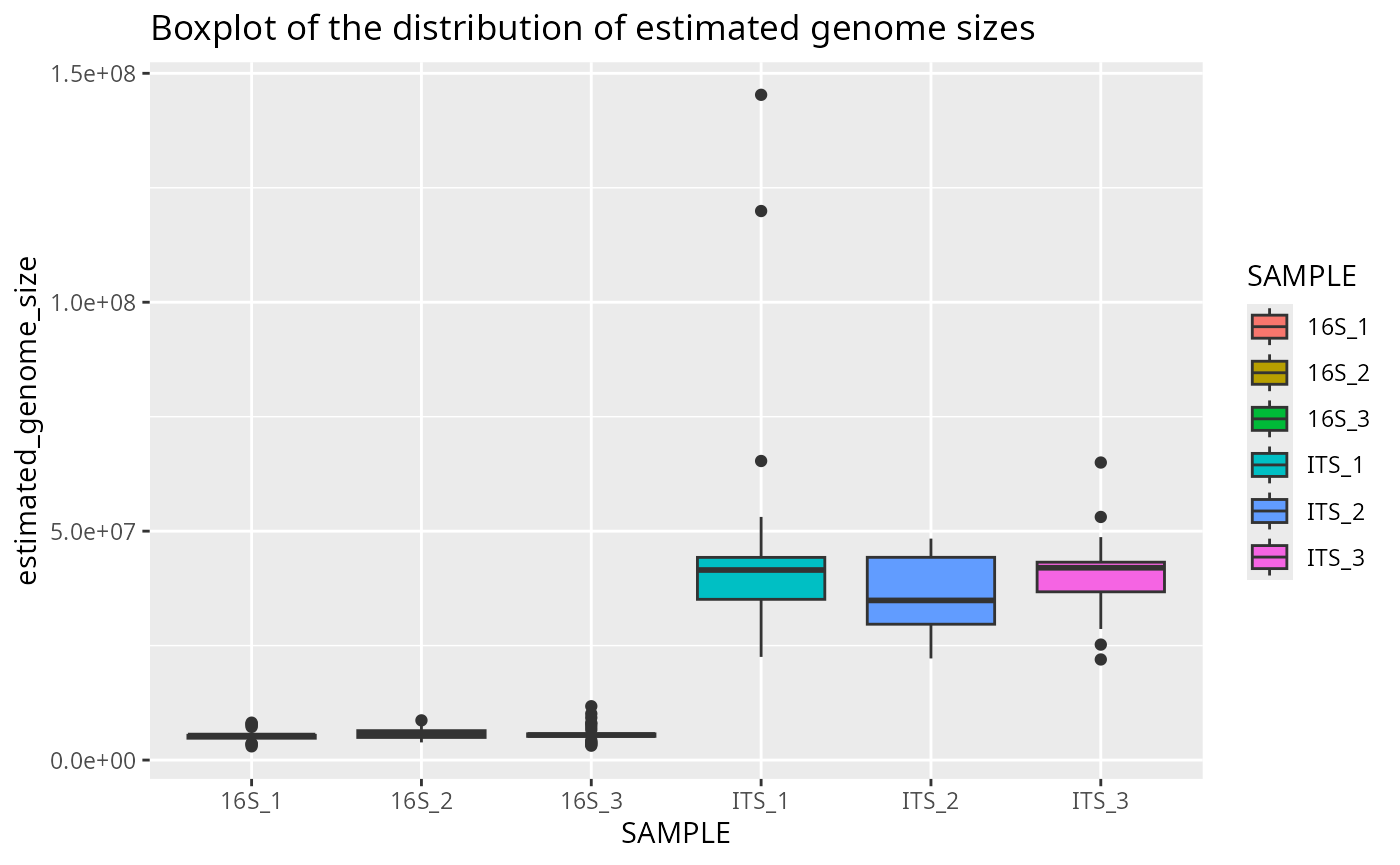 Boxplot of the distribution of estimated genome sizes
estimated_genome_size
1.5e+08
1.0e+08
5.0e+07
0.0e+00
16S_1
16S_2
16S_3
ITS_1
ITS_2
ITS_3
SAMPLE
SAMPLE
16S_1
16S_2
16S_3
ITS_1
ITS_2
ITS_3